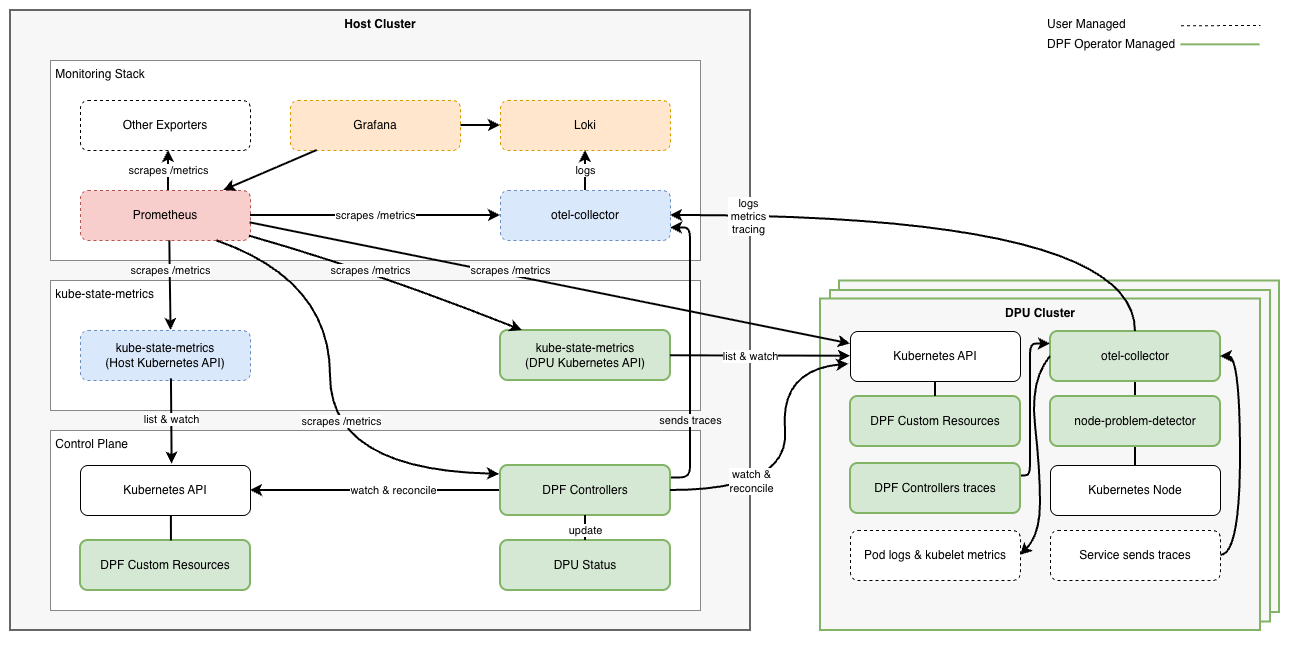 Host Cluster
User Managed
DPF Operator Managed
Monitoring Stack
Other Exporters
Grafana
Loki
scrapes /metrics
logs
Prometheus
scrapes /metrics
otel-collector
logs
metrics
tracing
scrapes /metrics
scrapes /metrics
scrapes /metrics
kube-state-metrics
kube-state-metrics
(Host Kubernetes API)
kube-state-metrics
(DPU Kubernetes API)
list & watch
list & watch
scrapes /metrics
sends traces
Control Plane
Kubernetes API
watch & reconcile
DPF Controllers
watch &
reconcile
update
DPF Custom Resources
DPU Status
DPU Cluster
Kubernetes API
otel-collector
DPF Custom Resources
node-problem-detector
DPF Controllers traces
Kubernetes Node
Pod logs & kubelet metrics
Service sends traces